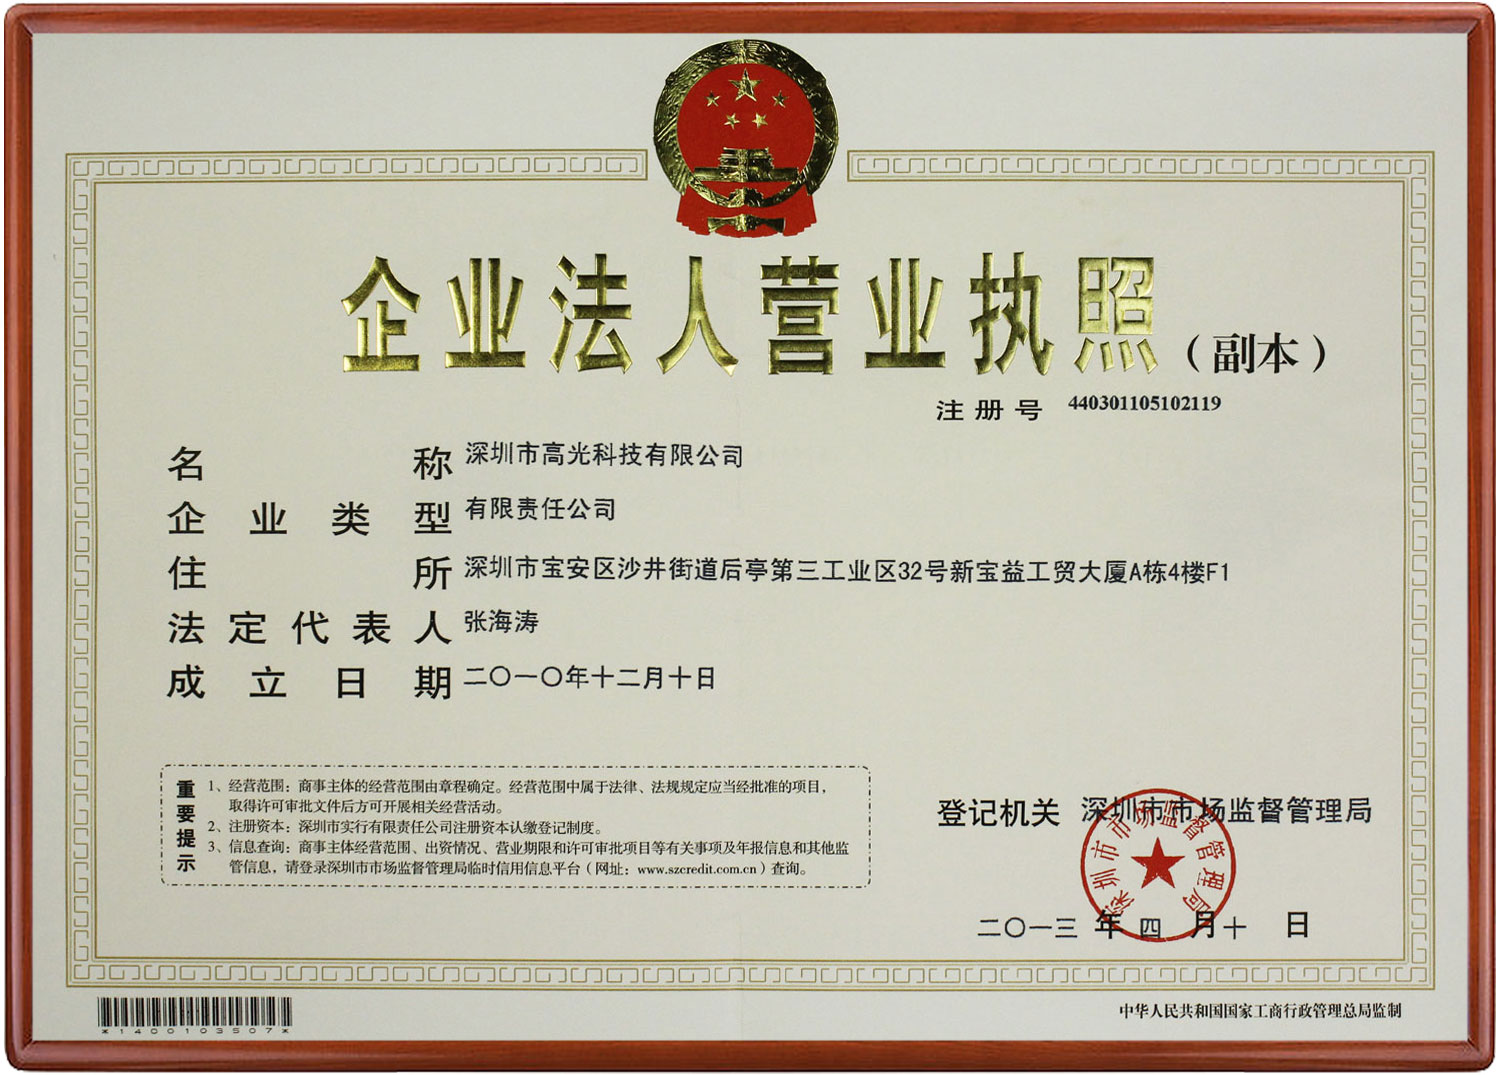 企业法人营业执照（副本）
注册号 440301105102119
名称 深圳市高光科技有限公司
企业类型 有限责任公司
住所 深圳市宝安区沙井街道后亭第三工业区32号新宝益工贸大厦A栋4楼F1
法定代表人 张海涛
成立日期 二〇一〇年十二月十日
重要提示
1、经营范围：商事主体的经营范围由章程确定。经营范围中属于法律、法规规定应当经批准的项目，
取得许可审批文件后方可开展相关经营活动。
2、注册资本：深圳市实行有限责任公司注册资本认缴登记制度。
3、信息查询：商事主体经营范围、出资情况、营业期限和许可审批项目等有关事项及年报信息和其他监
管信息，请登录深圳市市场监督管理局临时信用信息平台（网址：www.szcredit.com.cn）查询。
登记机关 深圳市市场监督管理局
深圳市市场监督管理局
二〇一三年四月十日
*1400103507*
中华人民共和国国家工商行政管理总局监制